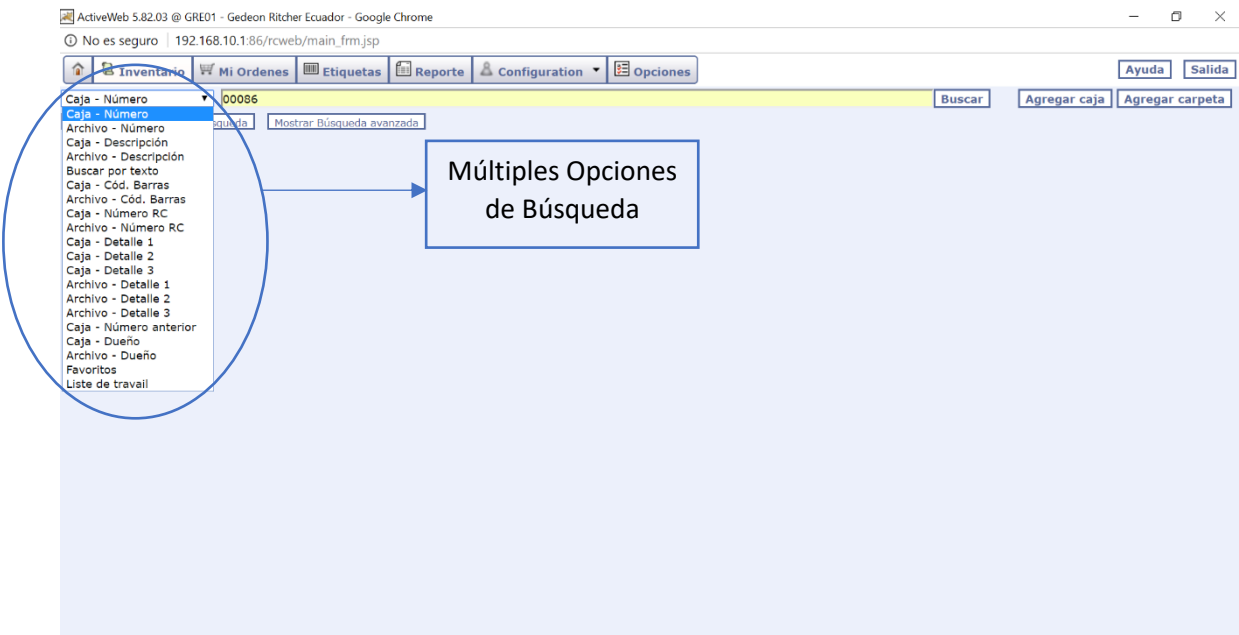 ActiveWeb 5.82.03 @ GRE01 - Gedeon Ritcher Ecuador - Google Chrome
No es seguro | 192.168.10.1:86/rcweb/main_frm.jsp
Inventario Mi Ordenes Etiquetas Reporte Configuration Opciones Ayuda Salida
Caja - Número 00086 Buscar Agregar caja Agregar carpeta
Mostrar Búsqueda avanzada
Caja - Número
Archivo - Número
Caja - Descripción
Archivo - Descripción
Buscar por texto
Caja - Cód. Barras
Archivo - Cód. Barras
Caja - Número RC
Archivo - Número RC
Caja - Detalle 1
Caja - Detalle 2
Caja - Detalle 3
Archivo - Detalle 1
Archivo - Detalle 2
Archivo - Detalle 3
Caja - Número anterior
Caja - Dueño
Archivo - Dueño
Favoritos
Liste de travail
Múltiples Opciones
de Búsqueda